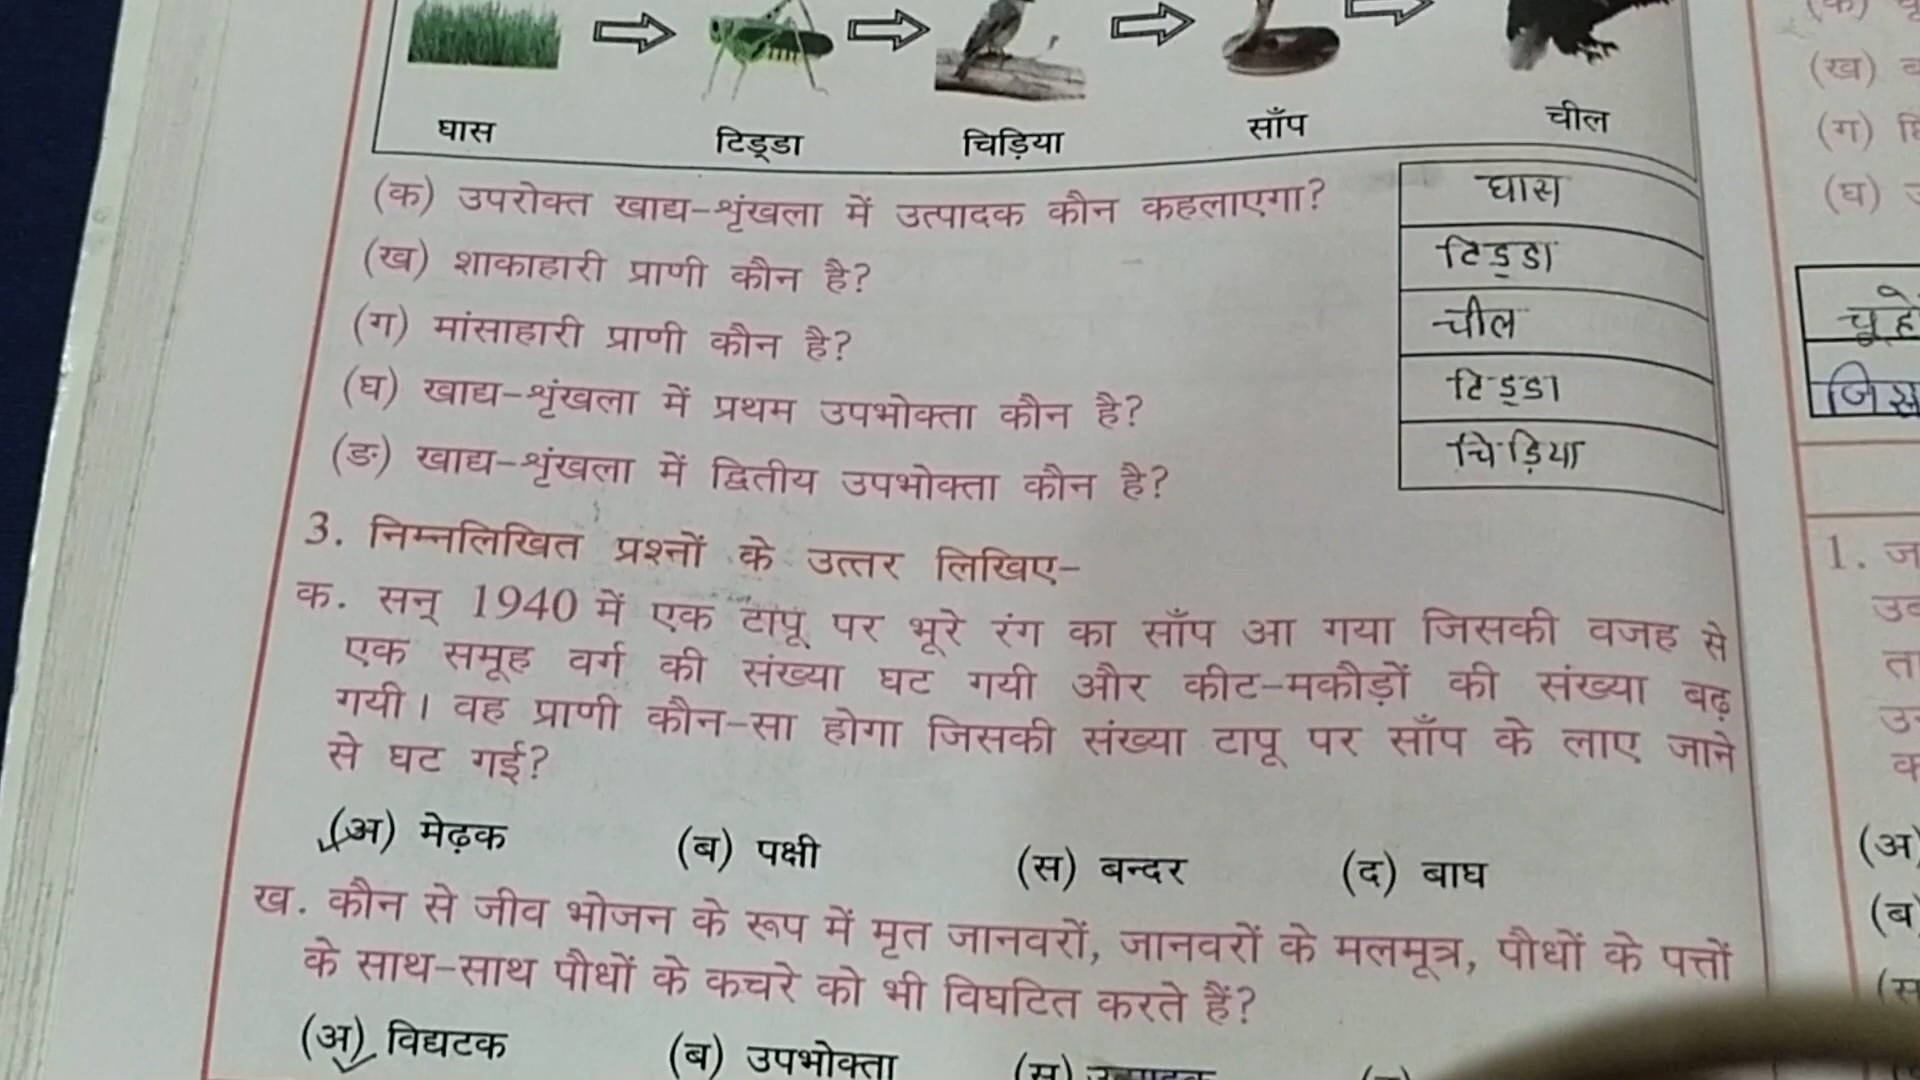 घास टिड्डा चिड़िया साँप चील
(क) उपरोक्त खाद्य-शृंखला में उत्पादक कौन कहलाएगा? घास
(ख) शाकाहारी प्राणी कौन है? टिड्डा
(ग) मांसाहारी प्राणी कौन है? चील
(घ) खाद्य-शृंखला में प्रथम उपभोक्ता कौन है? टिड्डा
(ङ) खाद्य-शृंखला में द्वितीय उपभोक्ता कौन है? चिड़िया
3. निम्नलिखित प्रश्नों के उत्तर लिखिए-
क. सन् 1940 में एक टापू पर भूरे रंग का साँप आ गया जिसकी वजह से
एक समूह वर्ग की संख्या घट गयी और कीट-मकौड़ों की संख्या बढ़
गयी। वह प्राणी कौन-सा होगा जिसकी संख्या टापू पर साँप के लाए जाने
से घट गई?
(अ) मेढ़क (ब) पक्षी (स) बन्दर (द) बाघ
ख. कौन से जीव भोजन के रूप में मृत जानवरों, जानवरों के मलमूत्र, पौधों के पत्तों
के साथ-साथ पौधों के कचरे को भी विघटित करते हैं?
(अ) विद्यटक (ब) उपभोक्ता (स)
(ख)
(ग)
(घ)
1.
(अ)
(ब)